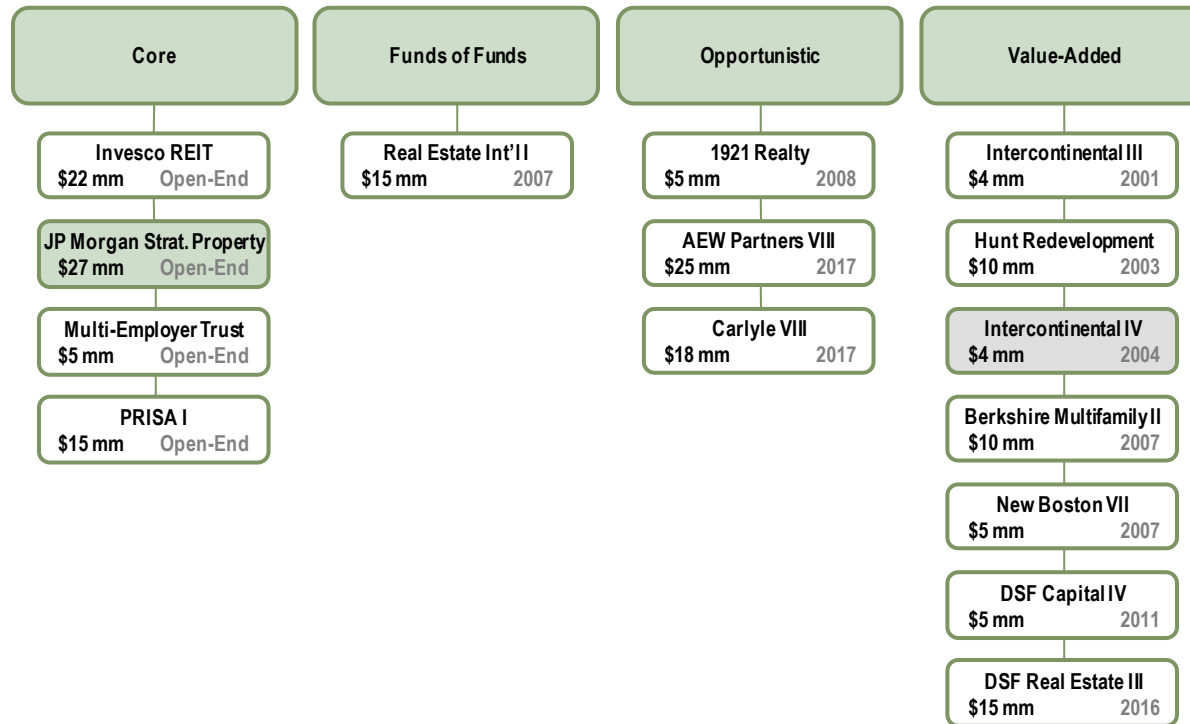 Core
Invesco REIT
$22 mm Open-End
JP Morgan Strat. Property
$27 mm Open-End
Multi-Employer Trust
$5 mm Open-End
PRISA I
$15 mm Open-End
Funds of Funds
Real Estate Int'l I
$15 mm 2007
Opportunistic
1921 Realty
$5 mm 2008
AEW Partners VIII
$25 mm 2017
Carlyle VIII
$18 mm 2017
Value-Added
Intercontinental III
$4 mm 2001
Hunt Redevelopment
$10 mm 2003
Intercontinental IV
$4 mm 2004
Berkshire Multifamily II
$10 mm 2007
New Boston VII
$5 mm 2007
DSF Capital IV
$5 mm 2011
DSF Real Estate III
$15 mm 2016